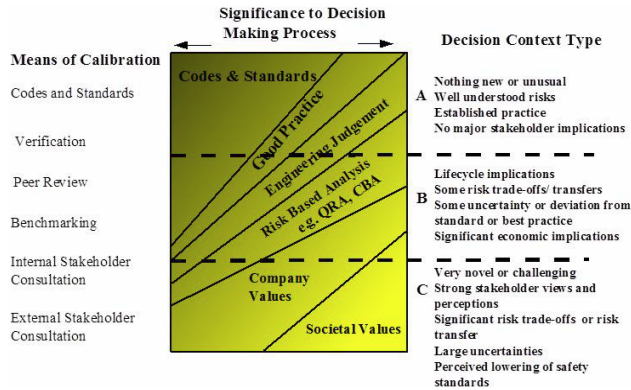 Significance to Decision
Making Process
Means of Calibration
Codes and Standards
Verification
Peer Review
Benchmarking
Internal Stakeholder
Consultation
External Stakeholder
Consultation
Codes & Standards
Good Practice
Engineering Judgement
Risk Based Analysis
e.g. QRA, CBA
Company
Values
Societal Values
Decision Context Type
A
Nothing new or unusual
Well understood risks
Established practice
No major stakeholder implications
B
Lifecycle implications
Some risk trade-offs/ transfers
Some uncertainty or deviation from
standard or best practice
Significant economic implications
C
Very novel or challenging
Strong stakeholder views and
perceptions
Significant risk trade-offs or risk
transfer
Large uncertainties
Perceived lowering of safety
standards